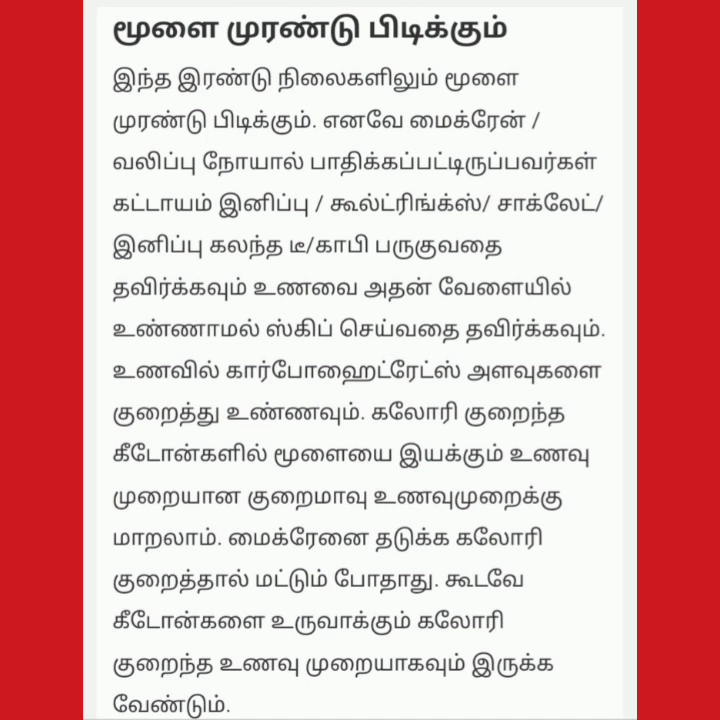 மூளை முரண்டு பிடிக்கும்
இந்த இரண்டு நிலைகளிலும் மூளை
முரண்டு பிடிக்கும். எனவே மைக்ரேன் /
வலிப்பு நோயால் பாதிக்கப்பட்டிருப்பவர்கள்
கட்டாயம் இனிப்பு / கூல்ட்ரிங்க்ஸ்/ சாக்லேட்/
இனிப்பு கலந்த டீ/காபி பருகுவதை
தவிர்க்கவும் உணவை அதன் வேளையில்
உண்ணாமல் ஸ்கிப் செய்வதை தவிர்க்கவும்.
உணவில் கார்போஹைட்ரேட்ஸ் அளவுகளை
குறைத்து உண்ணவும். கலோரி குறைந்த
கீடோன்களில் மூளையை இயக்கும் உணவு
முறையான குறைமாவு உணவுமுறைக்கு
மாறலாம். மைக்ரேனை தடுக்க கலோரி
குறைத்தால் மட்டும் போதாது. கூடவே
கீடோன்களை உருவாக்கும் கலோரி
குறைந்த உணவு முறையாகவும் இருக்க
வேண்டும்.